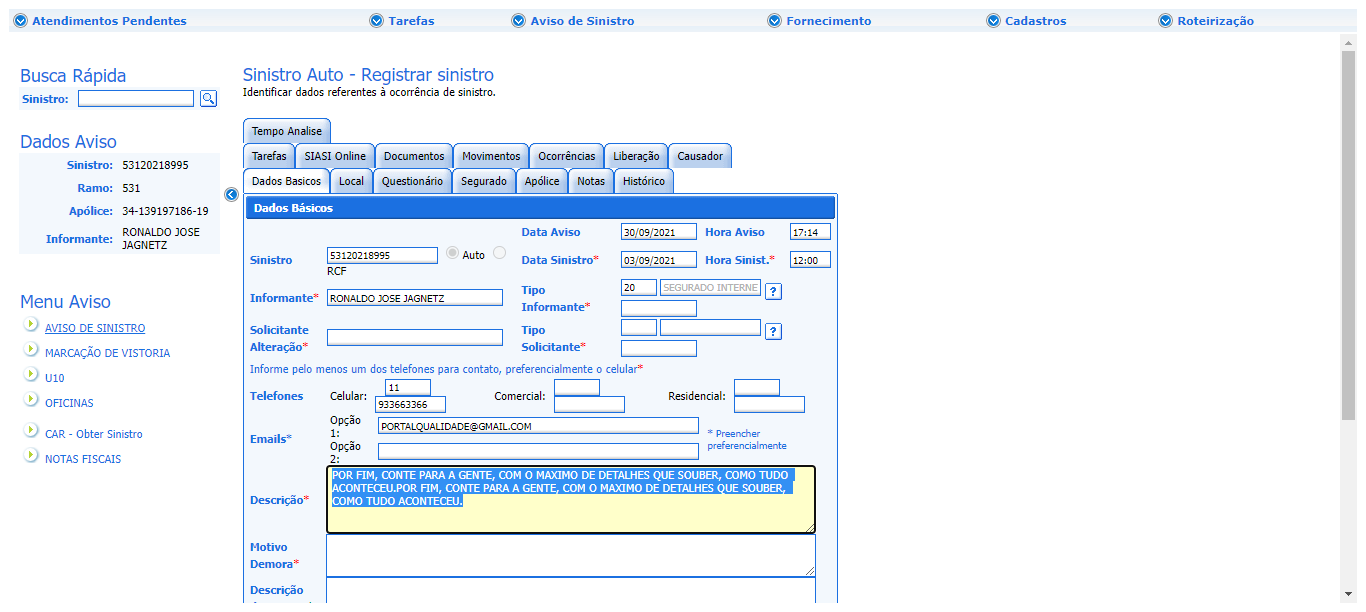 Atendimentos Pendentes Tarefas Aviso de Sinistro Fornecimento Cadastros Roteirização
Busca Rápida
Sinistro:
Dados Aviso
Sinistro: 53120218995
Ramo: 531
Apólice: 34-139197186-19
Informante: RONALDO JOSE
JAGNETZ
Menu Aviso
AVISO DE SINISTRO
MARCAÇÃO DE VISTORIA
U10
OFICINAS
CAR - Obter Sinistro
NOTAS FISCAIS
Sinistro Auto - Registrar sinistro
Identificar dados referentes à ocorrência de sinistro.
Tempo Analise
Tarefas SIASI Online Documentos Movimentos Ocorrências Liberação Causador
Dados Basicos Local Questionário Segurado Apólice Notas Histórico
Dados Básicos
Data Aviso 30/09/2021 Hora Aviso 17:14
Sinistro 53120218995 Auto
RCF
Data Sinistro* 03/09/2021 Hora Sinist.* 12:00
Informante* RONALDO JOSE JAGNETZ
Tipo
Informante*
20 SEGURADO INTERNE ?
Solicitante
Alteração*
Tipo
Solicitante*
?
Informe pelo menos um dos telefones para contato, preferencialmente o celular*
Telefones Celular: 11
933663366
Comercial: Residencial:
Emails*
Opção
1:
PORTALQUALIDADE@GMAIL.COM
Opção
2:
* Preencher
preferencialmente
Descrição*
POR FIM, CONTE PARA A GENTE, COM O MAXIMO DE DETALHES QUE SOUBER, COMO TUDO
ACONTECEU.POR FIM, CONTE PARA A GENTE, COM O MAXIMO DE DETALHES QUE SOUBER,
COMO TUDO ACONTECEU.
Motivo
Demora*
Descrição